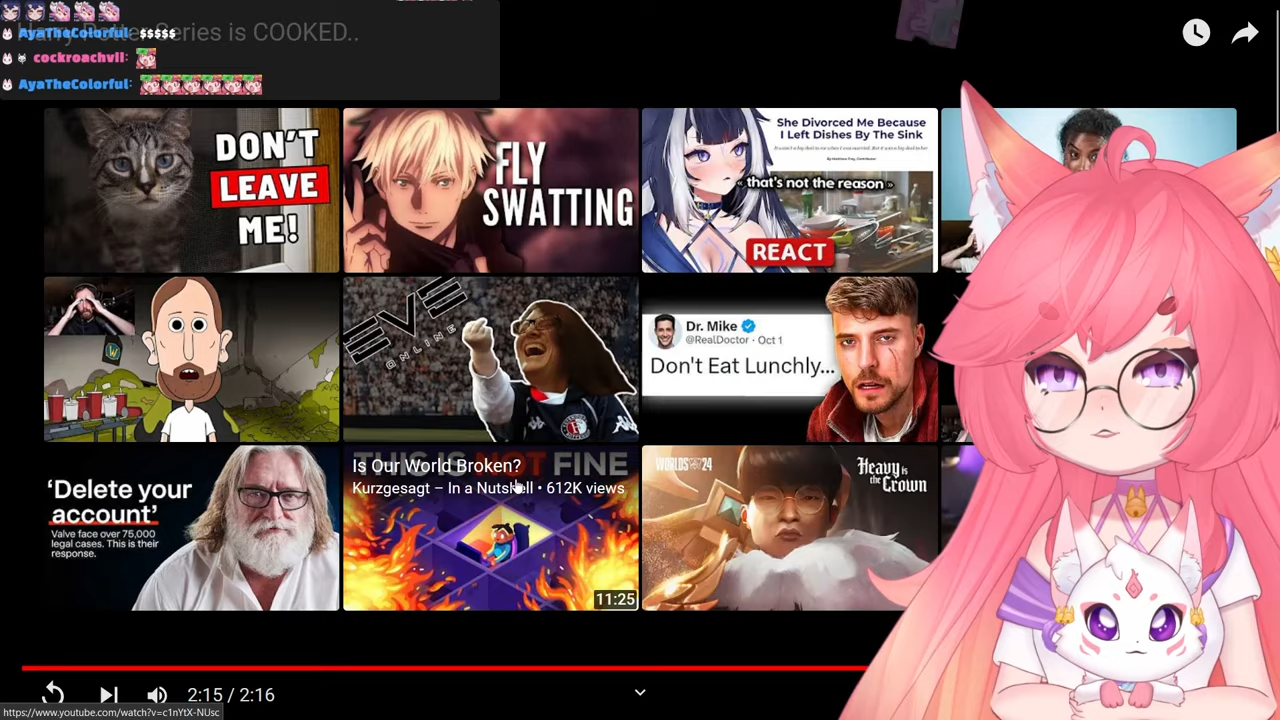 Harry Potter Series is COOKED..
AyaTheColorful: $$$$$
cockroachvii:
AyaTheColorful:
DON'T
LEAVE
ME!
FLY
SWATTING
She Divorced Me Because
I Left Dishes By The Sink
« that's not the reason »
REACT
EVE
ONLINE
Dr. Mike
@RealDoctor · Oct 1
Don't Eat Lunchly...
'Delete your
account'
Valve face over 75,000
legal cases. This is their
response.
THIS IS NOT FINE
Is Our World Broken?
Kurzgesagt – In a Nutshell • 612K views
11:25
WORLDS 24
Heavy is
the Crown
2:15 / 2:16
https://www.youtube.com/watch?v=c1nYtX-NUsc